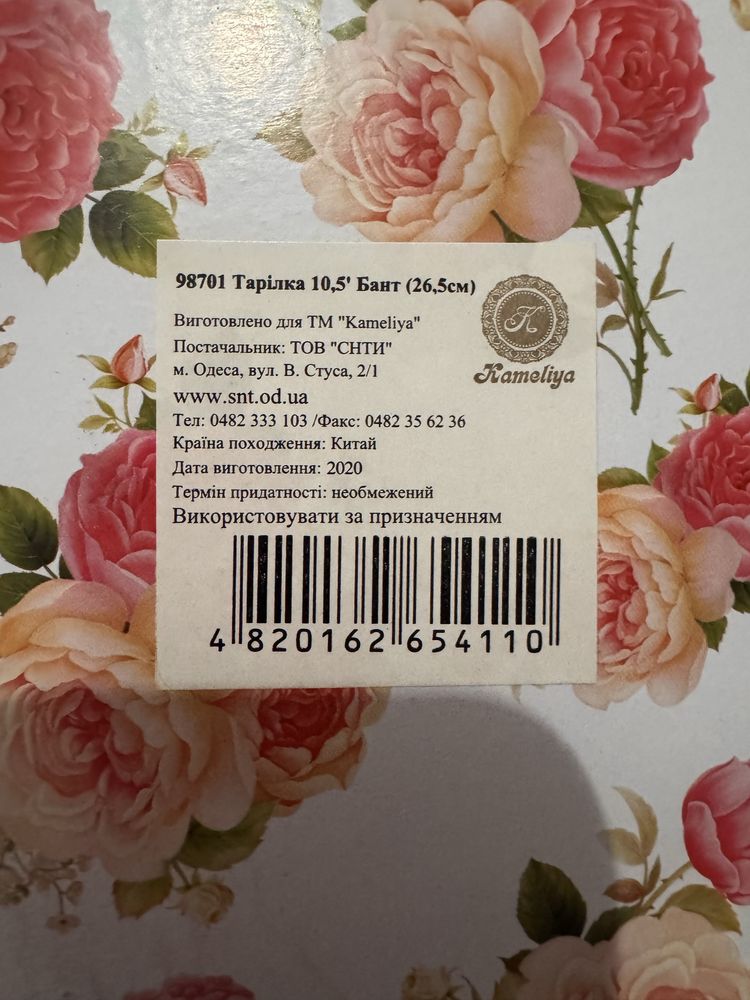 98701 Тарілка 10,5' Бант (26,5см)
Виготовлено для ТМ "Kameliya"
Постачальник: ТОВ "СНТИ"
м. Одеса, вул. В. Стуса, 2/1
www.snt.od.ua
Тел: 0482 333 103 /Факс: 0482 35 62 36
Країна походження: Китай
Дата виготовлення: 2020
Термін придатності: необмежений
Використовувати за призначенням
K
Kameliya
4 820162 654110